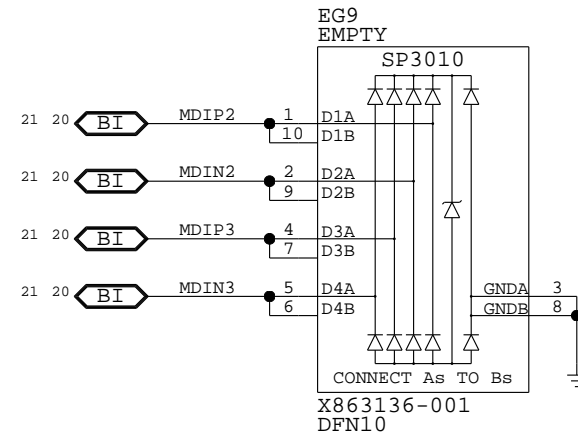 EG9
EMPTY
SP3010
21 20 BI MDIP2 1 D1A
10 D1B
21 20 BI MDIN2 2 D2A
9 D2B
21 20 BI MDIP3 4 D3A
7 D3B
21 20 BI MDIN3 5 D4A GNDA 3
6 D4B GNDB 8
CONNECT As TO Bs
X863136-001
DFN10